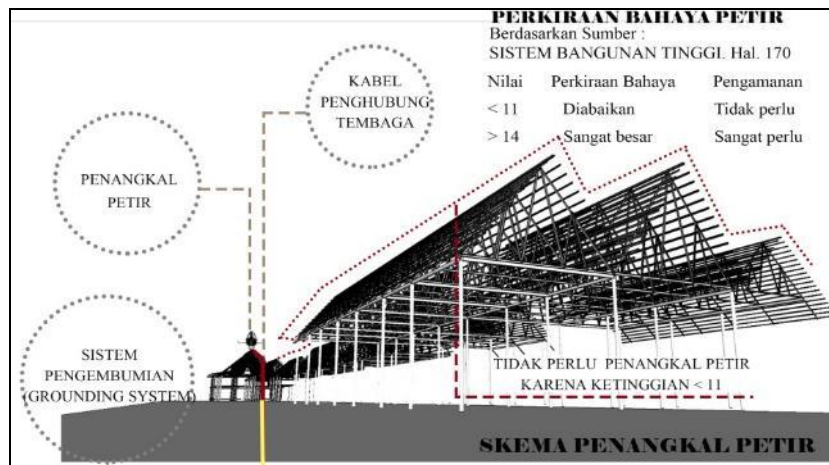 PERKIRAAN BAHAYA PETIR
Berdasarkan Sumber :
SISTEM BANGUNAN TINGGI. Hal. 170
Nilai Perkiraan Bahaya Pengamanan
< 11 Diabaikan Tidak perlu
> 14 Sangat besar Sangat perlu
KABEL
PENGHUBUNG
TEMBAGA
PENANGKAL
PETIR
SISTEM
PENGEMBUMIAN
(GROUNDING SYSTEM)
TIDAK PERLU PENANGKAL PETIR
KARENA KETINGGIAN < 11
SKEMA PENANGKAL PETIR